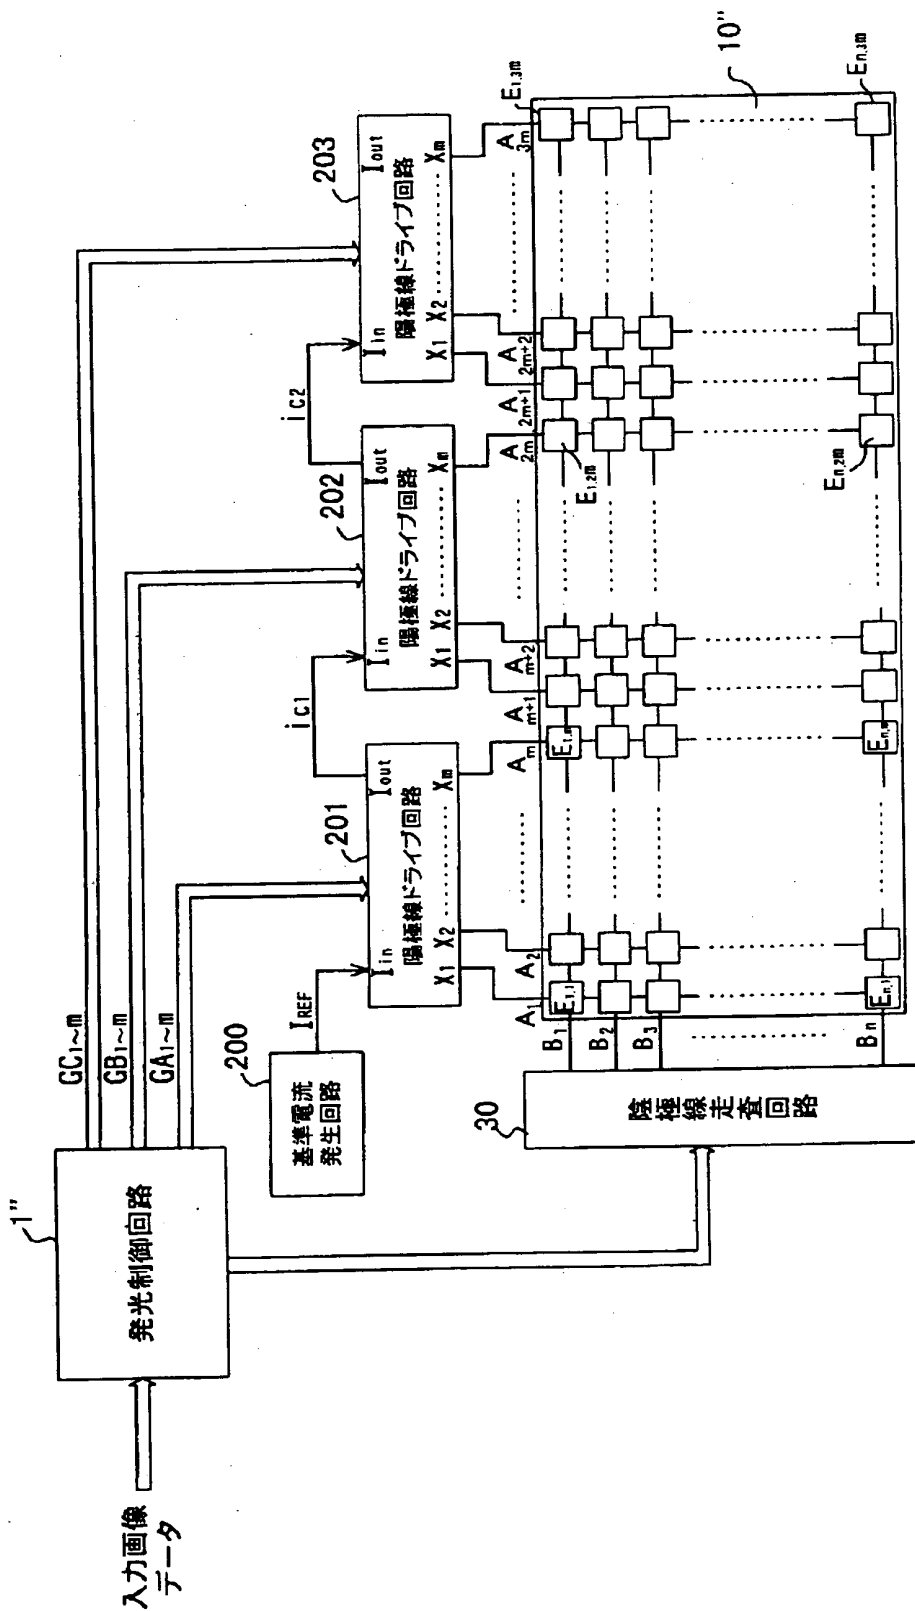 入力画像
データ
1"
発光制御回路
GC1~m
GB1~m
GA1~m
200
基準電流
発生回路
IREF
201
Iin
陽極線ドライブ回路
Iout
X1 X2 ········ Xm
iC1
202
Iin
陽極線ドライブ回路
Iout
X1 X2 ········ Xm
iC2
203
Iin
陽極線ドライブ回路
Iout
X1 X2 ········ Xm
A1 A2 ········ Am Am+1 Am+2 ········ A2m A2m+1 A2m+2 ········ A3m
30
陰極線走査回路
B1
B2
B3
Bn
E1,1
E1,m
E1,2m
E1,3m
10"
En,1
En,m
En,2m
En,3m